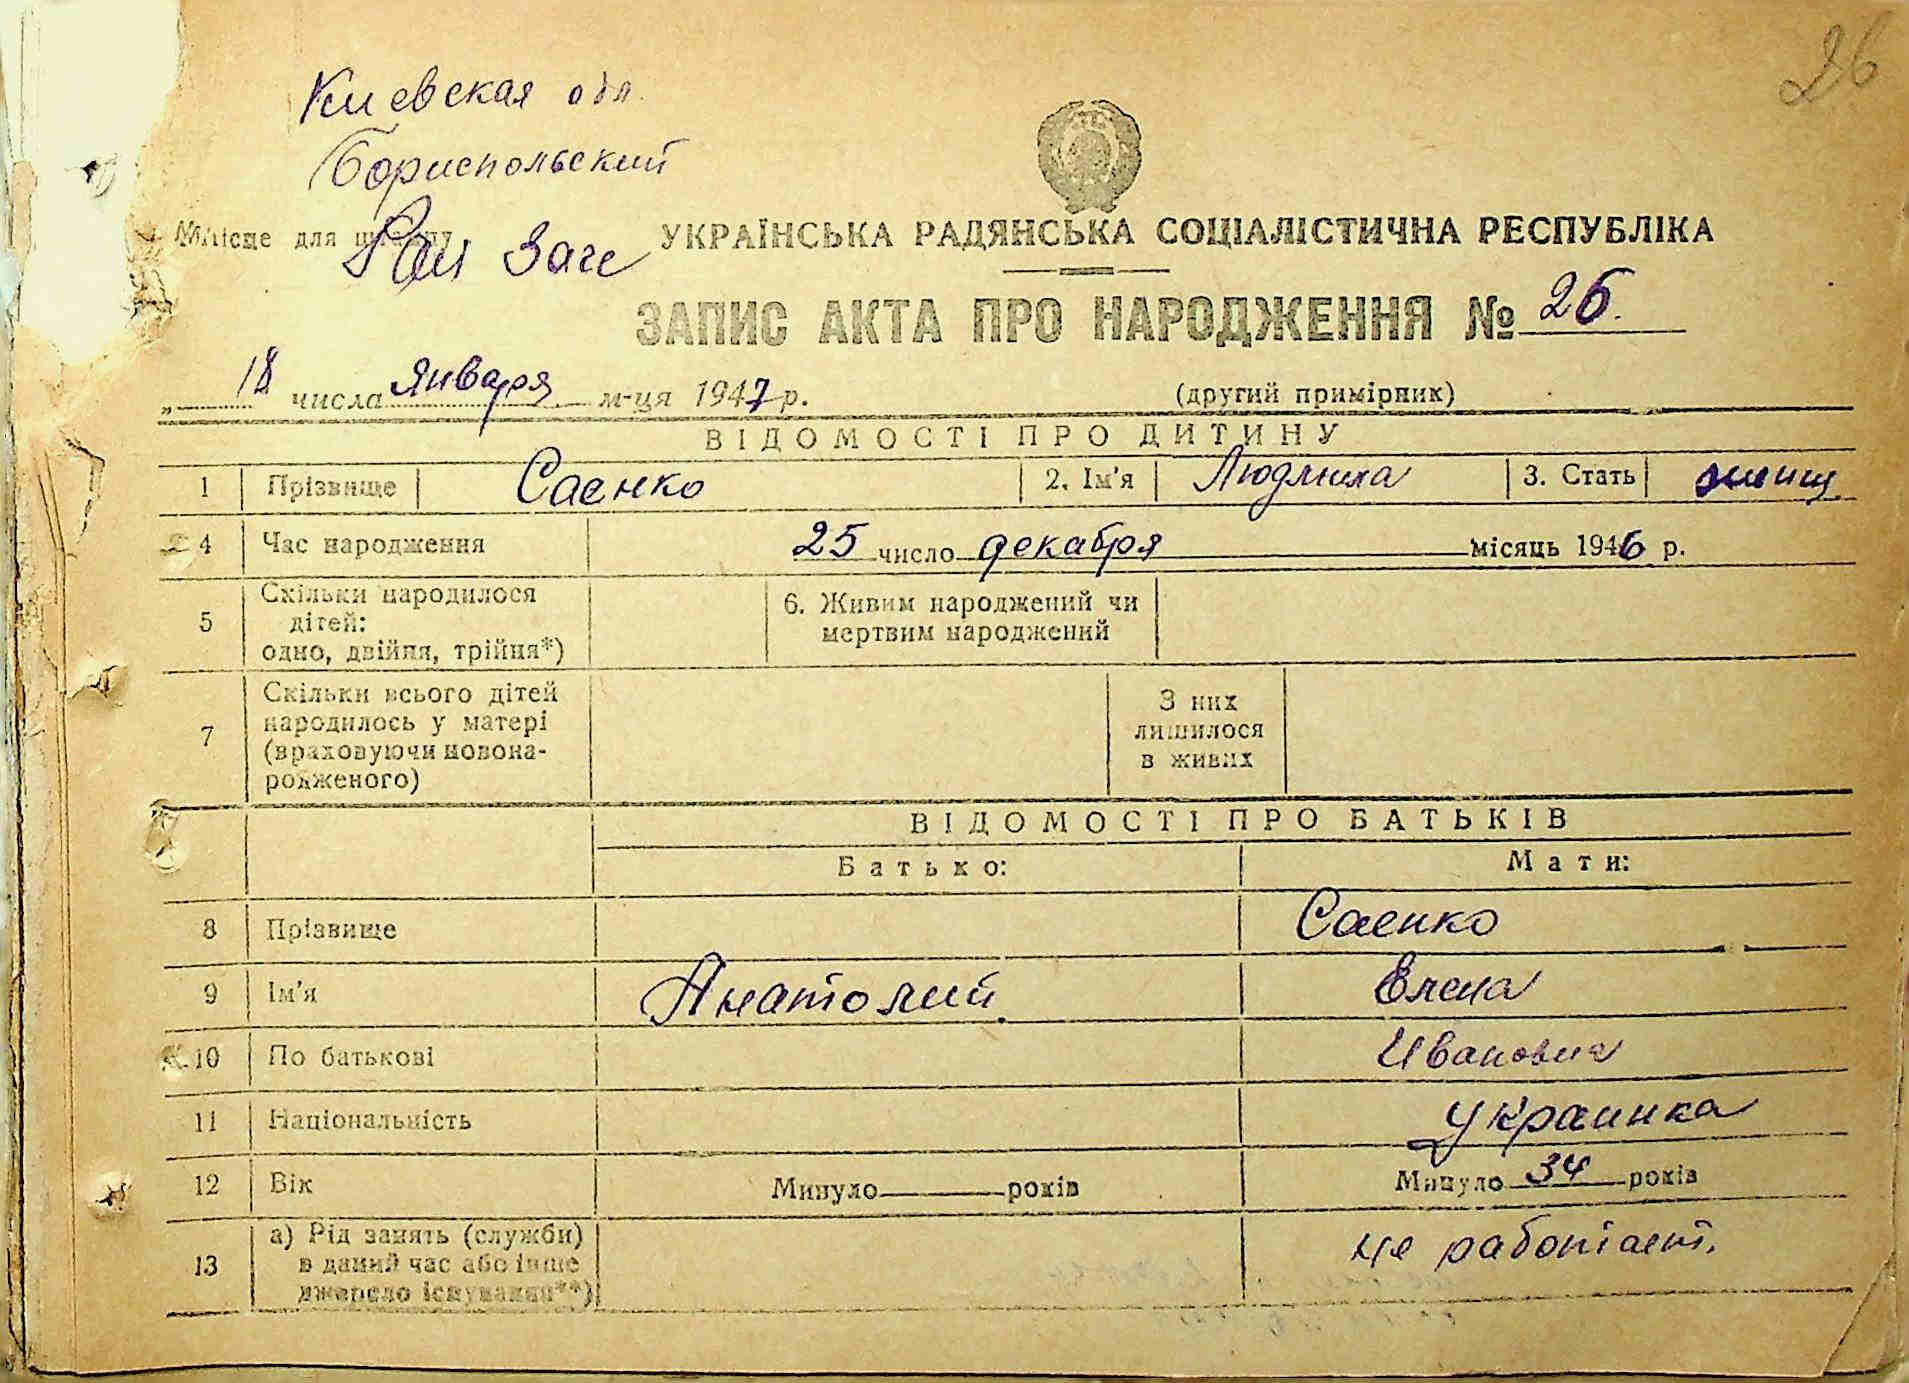 26
Киевская обл.
Бориспольский
Місце для штампу
Рай Загс
УКРАЇНСЬКА РАДЯНСЬКА СОЦІАЛІСТИЧНА РЕСПУБЛІКА
ЗАПИС АКТА ПРО НАРОДЖЕННЯ № 26.
„ 18 числа января м-ця 1947 р. (другий примірник)
ВІДОМОСТІ ПРО ДИТИНУ
1 Прізвище Саенко 2. Ім'я Людмила 3. Стать женщ
4 Час народження 25 число декабря місяць 1946 р.
5 Скільки народилося дітей: одно, двійня, трійня*) 6. Живим народжений чи мертвим народжений
7 Скільки всього дітей народилось у матері (враховуючи новонародженого) З них лишилося в живих
ВІДОМОСТІ ПРО БАТЬКІВ
Батько: Мати:
8 Прізвище Саенко
9 Ім'я Анатолий Елена
10 По батькові Ивановна
11 Національність Украинка
12 Вік Минуло року років Минуло 34 років
13 а) Рід занять (служби) в даний час або інше джерело існування**) не работает.